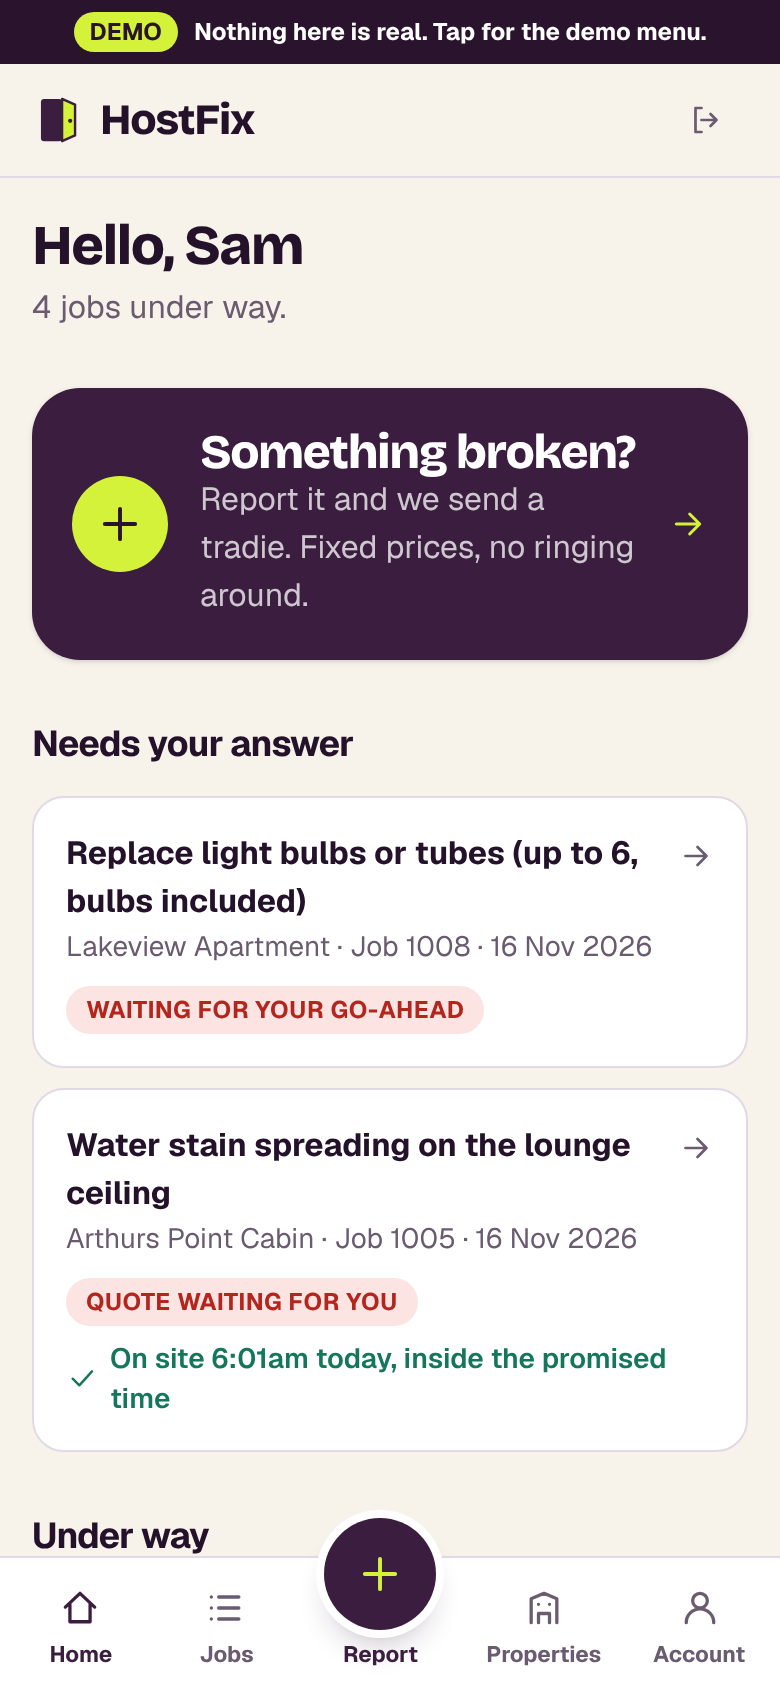 DEMO Nothing here is real. Tap for the demo menu.
HostFix
Hello, Sam
4 jobs under way.
Something broken?
Report it and we send a
tradie. Fixed prices, no ringing
around.
Needs your answer
Replace light bulbs or tubes (up to 6,
bulbs included)
Lakeview Apartment · Job 1008 · 16 Nov 2026
WAITING FOR YOUR GO-AHEAD
Water stain spreading on the lounge
ceiling
Arthurs Point Cabin · Job 1005 · 16 Nov 2026
QUOTE WAITING FOR YOU
On site 6:01am today, inside the promised
time
Under way
Home Jobs Report Properties Account